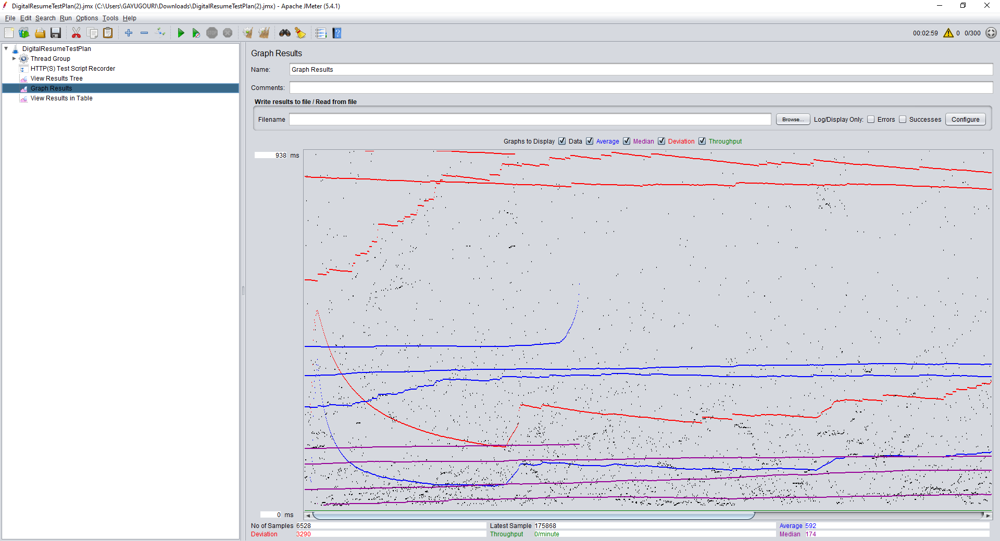 DigitalResumeTestPlan(2).jmx (C:\Users\GAYUGOURI\Downloads\DigitalResumeTestPlan(2).jmx) - Apache JMeter (5.4.1)
File Edit Search Run Options Tools Help
STOP
00:02:59 0 0/300
DigitalResumeTestPlan
Thread Group
HTTP(S) Test Script Recorder
View Results Tree
Graph Results
View Results in Table
Graph Results
Name: Graph Results
Comments:
Write results to file / Read from file
Filename Browse... Log/Display Only: Errors Successes Configure
Graphs to Display Data Average Median Deviation Throughput
938 ms
0 ms
No of Samples 6528 Latest Sample 175868 Average 592
Deviation 3290 Throughput 0/minute Median 174